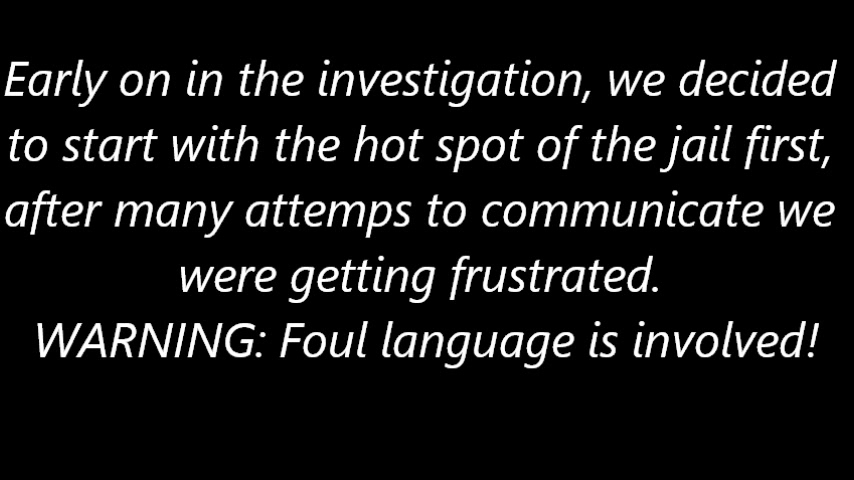 Early on in the investigation, we decided
to start with the hot spot of the jail first,
after many attemps to communicate we
were getting frustrated.
WARNING: Foul language is involved!